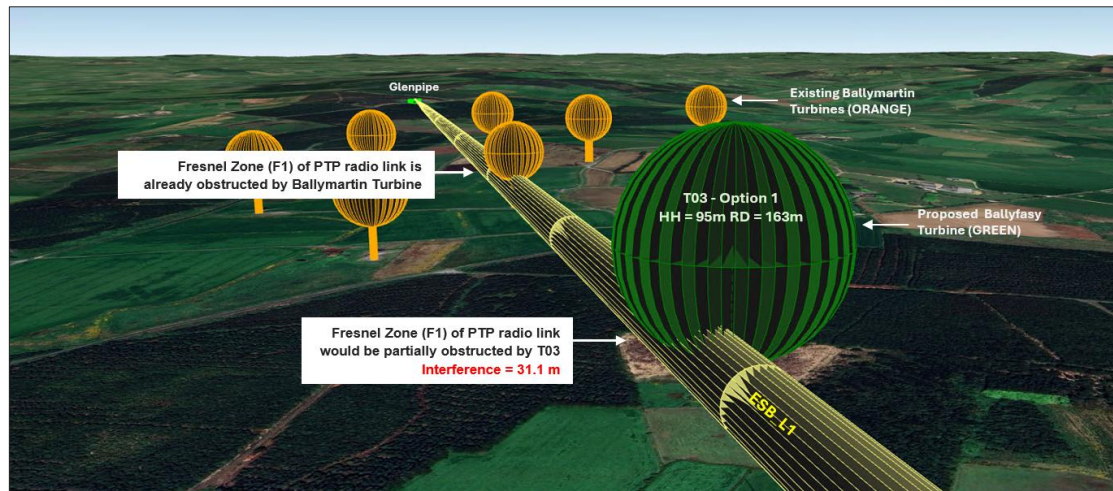 Glenpipe
Existing Ballymartin
Turbines (ORANGE)
Fresnel Zone (F1) of PTP radio link is
already obstructed by Ballymartin Turbine
T03 - Option 1
HH = 95m RD = 163m
Proposed Ballyfasy
Turbine (GREEN)
Fresnel Zone (F1) of PTP radio link
would be partially obstructed by T03
Interference = 31.1 m
ESB_L1